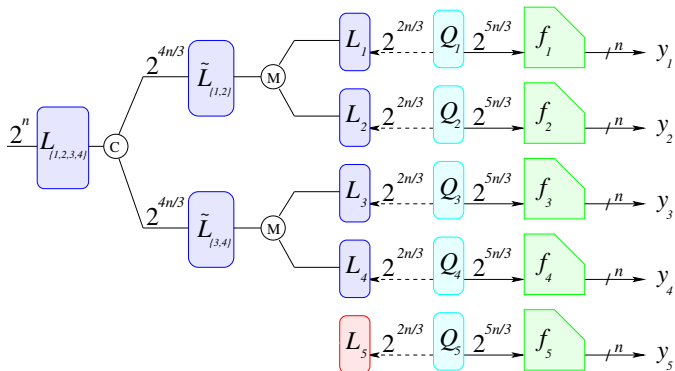 L_1 2^{2n/3} Q_1 2^{5n/3} f_1 n y_1
2^{4n/3} L̃_{\{1,2\}} M
L_2 2^{2n/3} Q_2 2^{5n/3} f_2 n y_2
2^n L_{\{1,2,3,4\}} C
L_3 2^{2n/3} Q_3 2^{5n/3} f_3 n y_3
2^{4n/3} L̃_{\{3,4\}} M
L_4 2^{2n/3} Q_4 2^{5n/3} f_4 n y_4
L_5 2^{2n/3} Q_5 2^{5n/3} f_5 n y_5